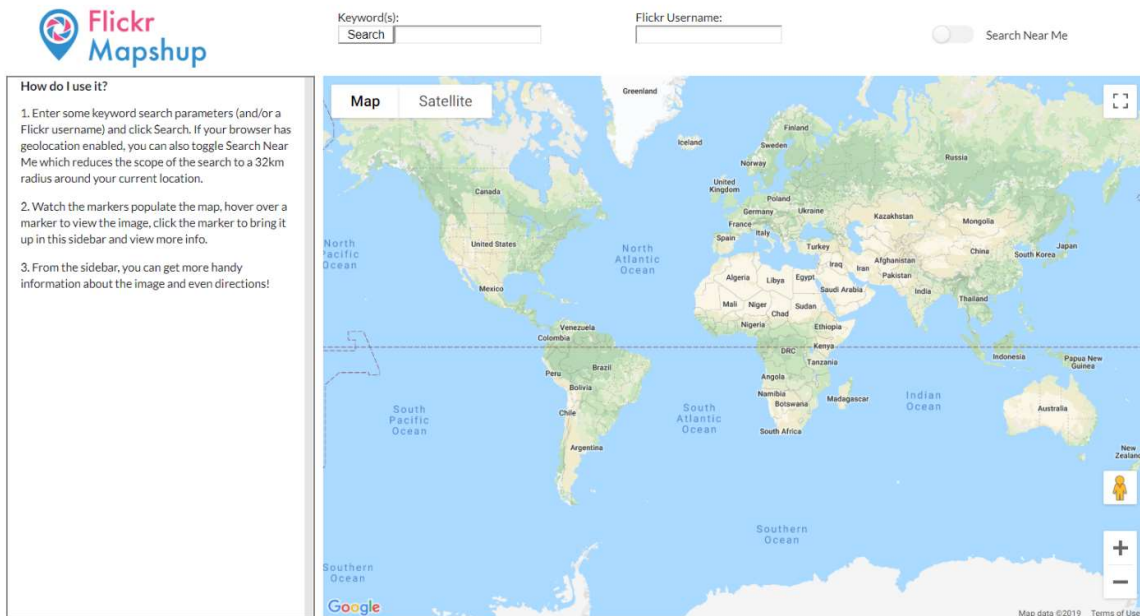 Flickr
Mapshup
Keyword(s):
Search
Flickr Username:
Search Near Me
How do I use it?
1. Enter some keyword search parameters (and/or a
Flickr username) and click Search. If your browser has
geolocation enabled, you can also toggle Search Near
Me which reduces the scope of the search to a 32km
radius around your current location.
2. Watch the markers populate the map, hover over a
marker to view the image, click the marker to bring it
up in this sidebar and view more info.
3. From the sidebar, you can get more handy
information about the image and even directions!
Map
Satellite
Greenland
Iceland
Finland
Sweden
Norway
Russia
United
Kingdom
Canada
Poland
Germany
Ukraine
France
Kazakhstan
Mongolia
Italy
Spain
North
Pacific
Ocean
United States
North
Atlantic
Ocean
Turkey
China
Japan
South Korea
Iraq
Iran
Afghanistan
Pakistan
Algeria
Libya
Egypt
Saudi Arabia
India
Mexico
Mali
Niger
Chad
Sudan
Thailand
Nigeria
Ethiopia
Venezuela
Colombia
DRC
Kenya
Tanzania
Indonesia
Papua New
Guinea
Peru
Brazil
Angola
Bolivia
Namibia
Botswana
Madagascar
Indian
Ocean
South
Pacific
Ocean
Chile
South
Atlantic
Ocean
Australia
South Africa
Argentina
New
Zealand
Southern
Ocean
Southern
Ocean
Google
Map data ©2019
Terms of Use